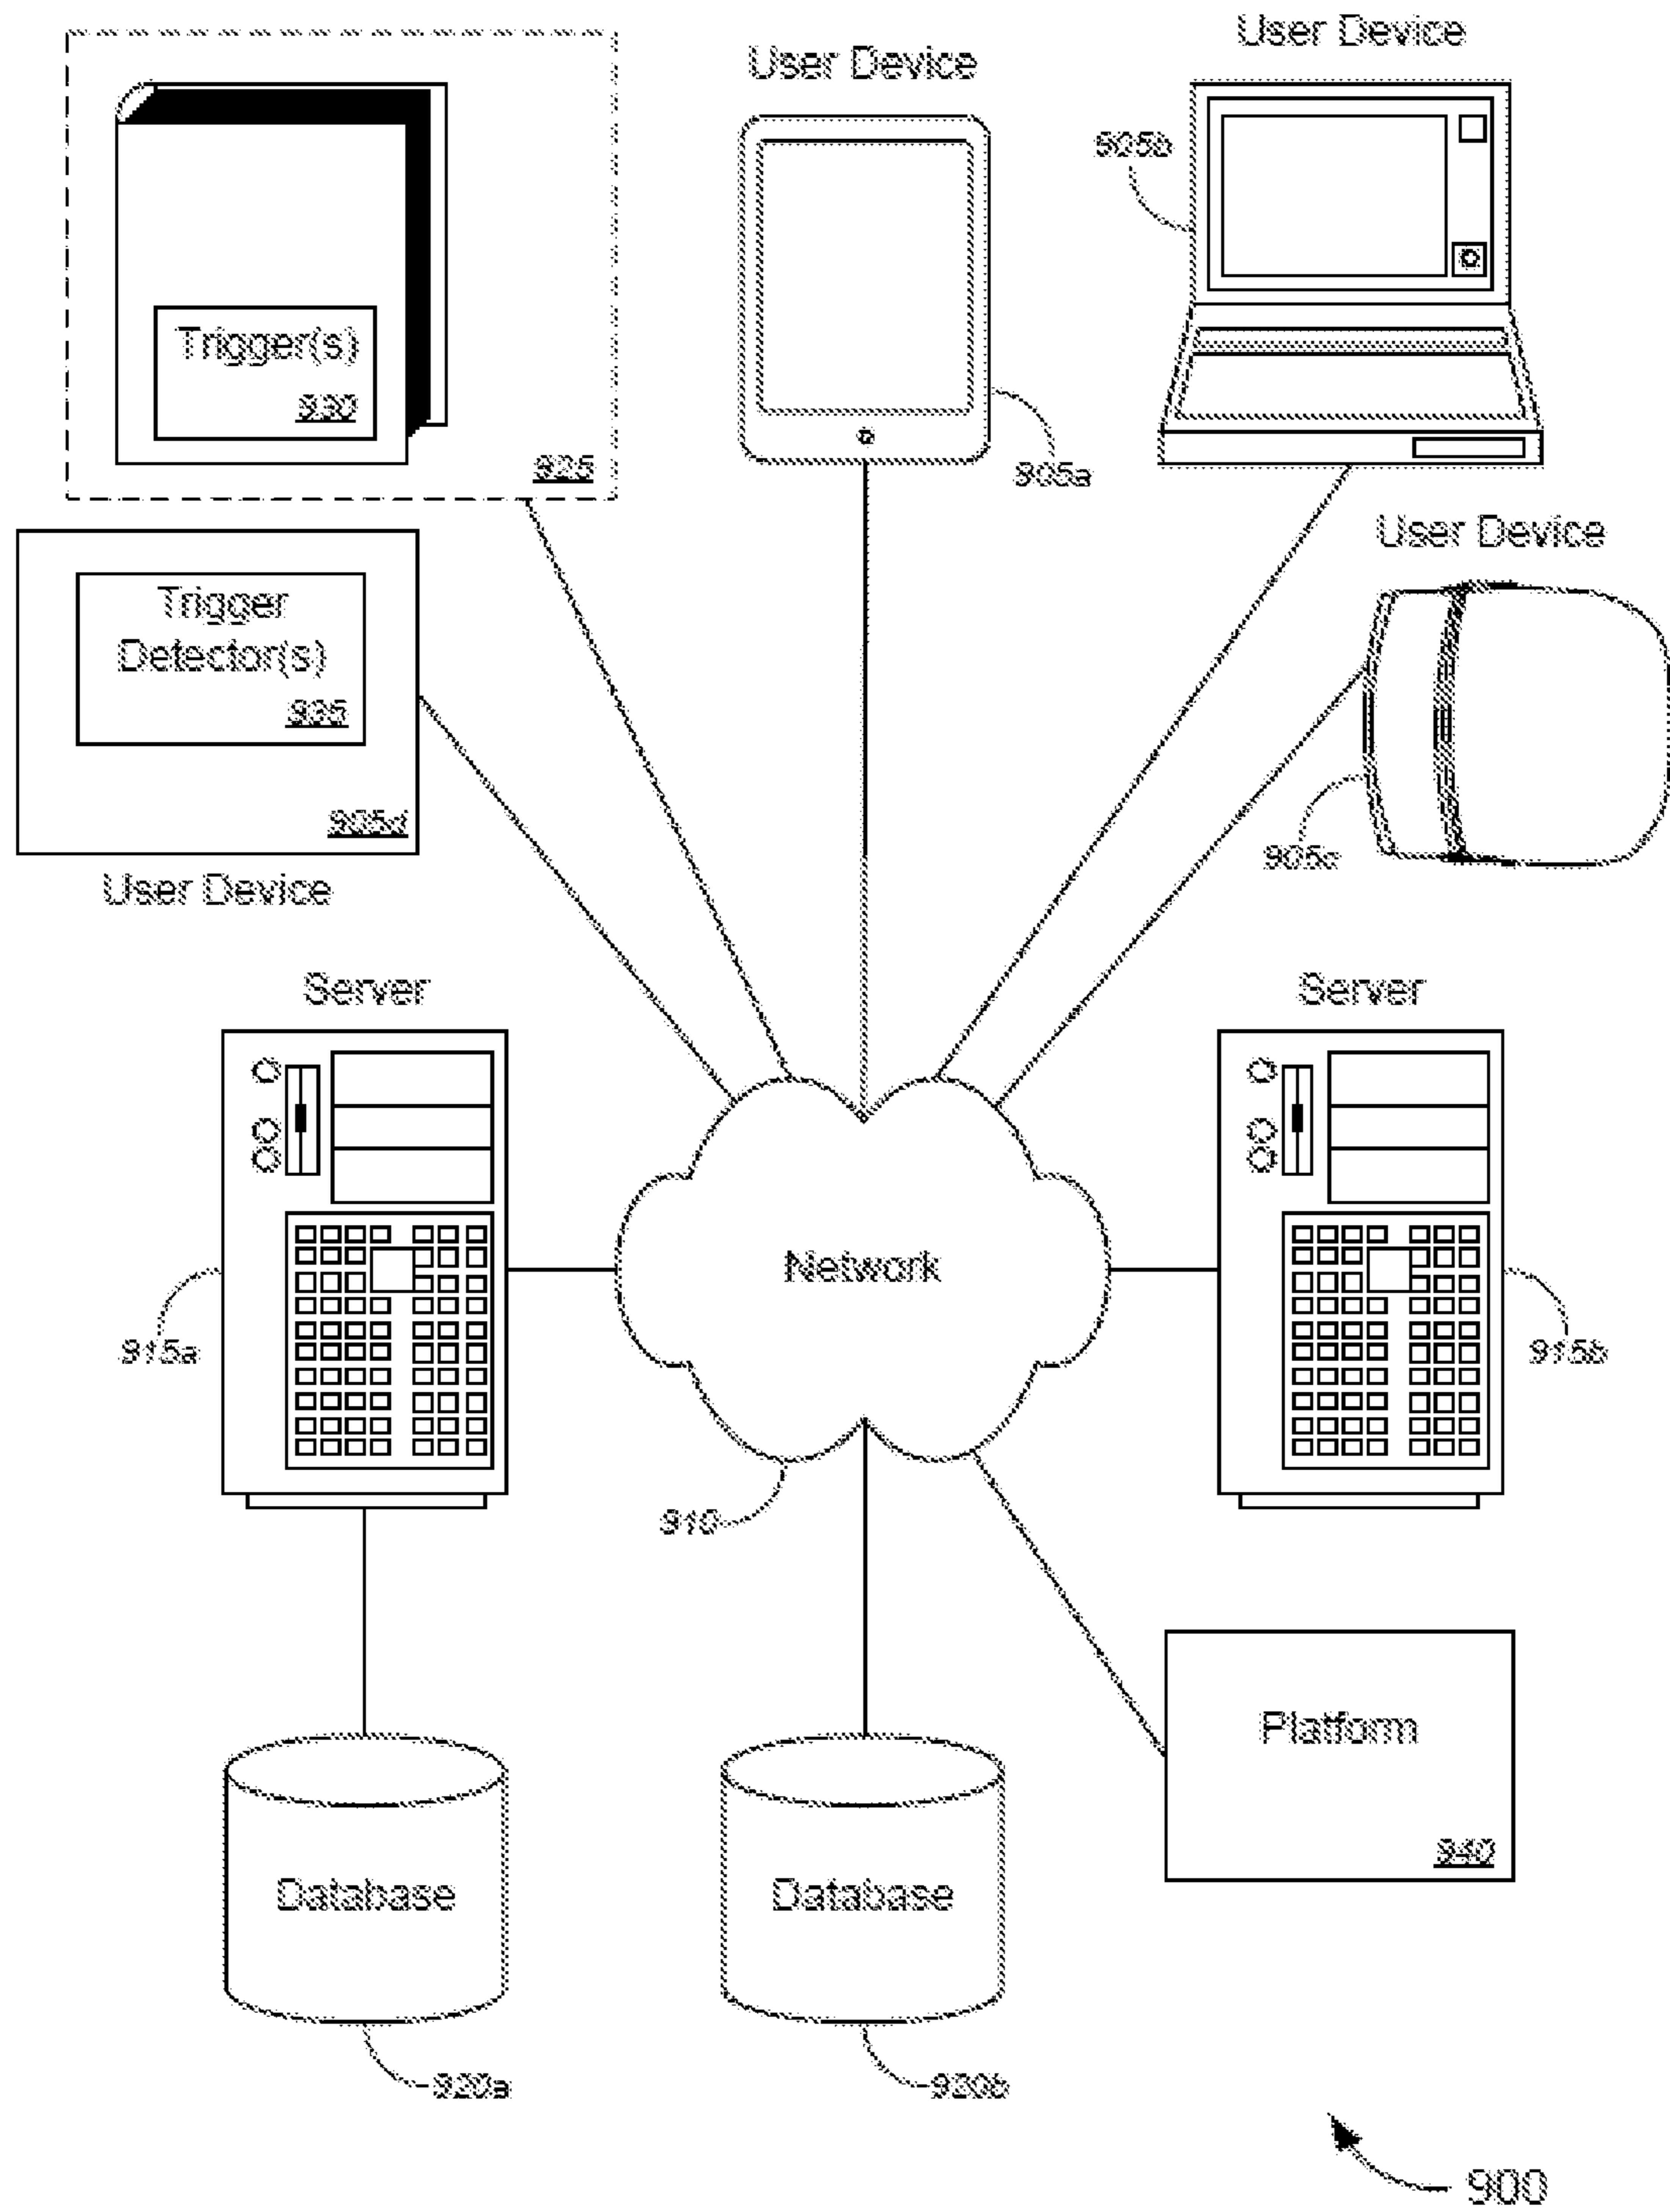 User Device
User Device
905b
Trigger(s)
930
925
905a
User Device
Trigger
Detector(s)
935
905d
User Device
905c
Server
Server
Network
915a
915b
910
Platform
940
Database
Database
920a
920b
900